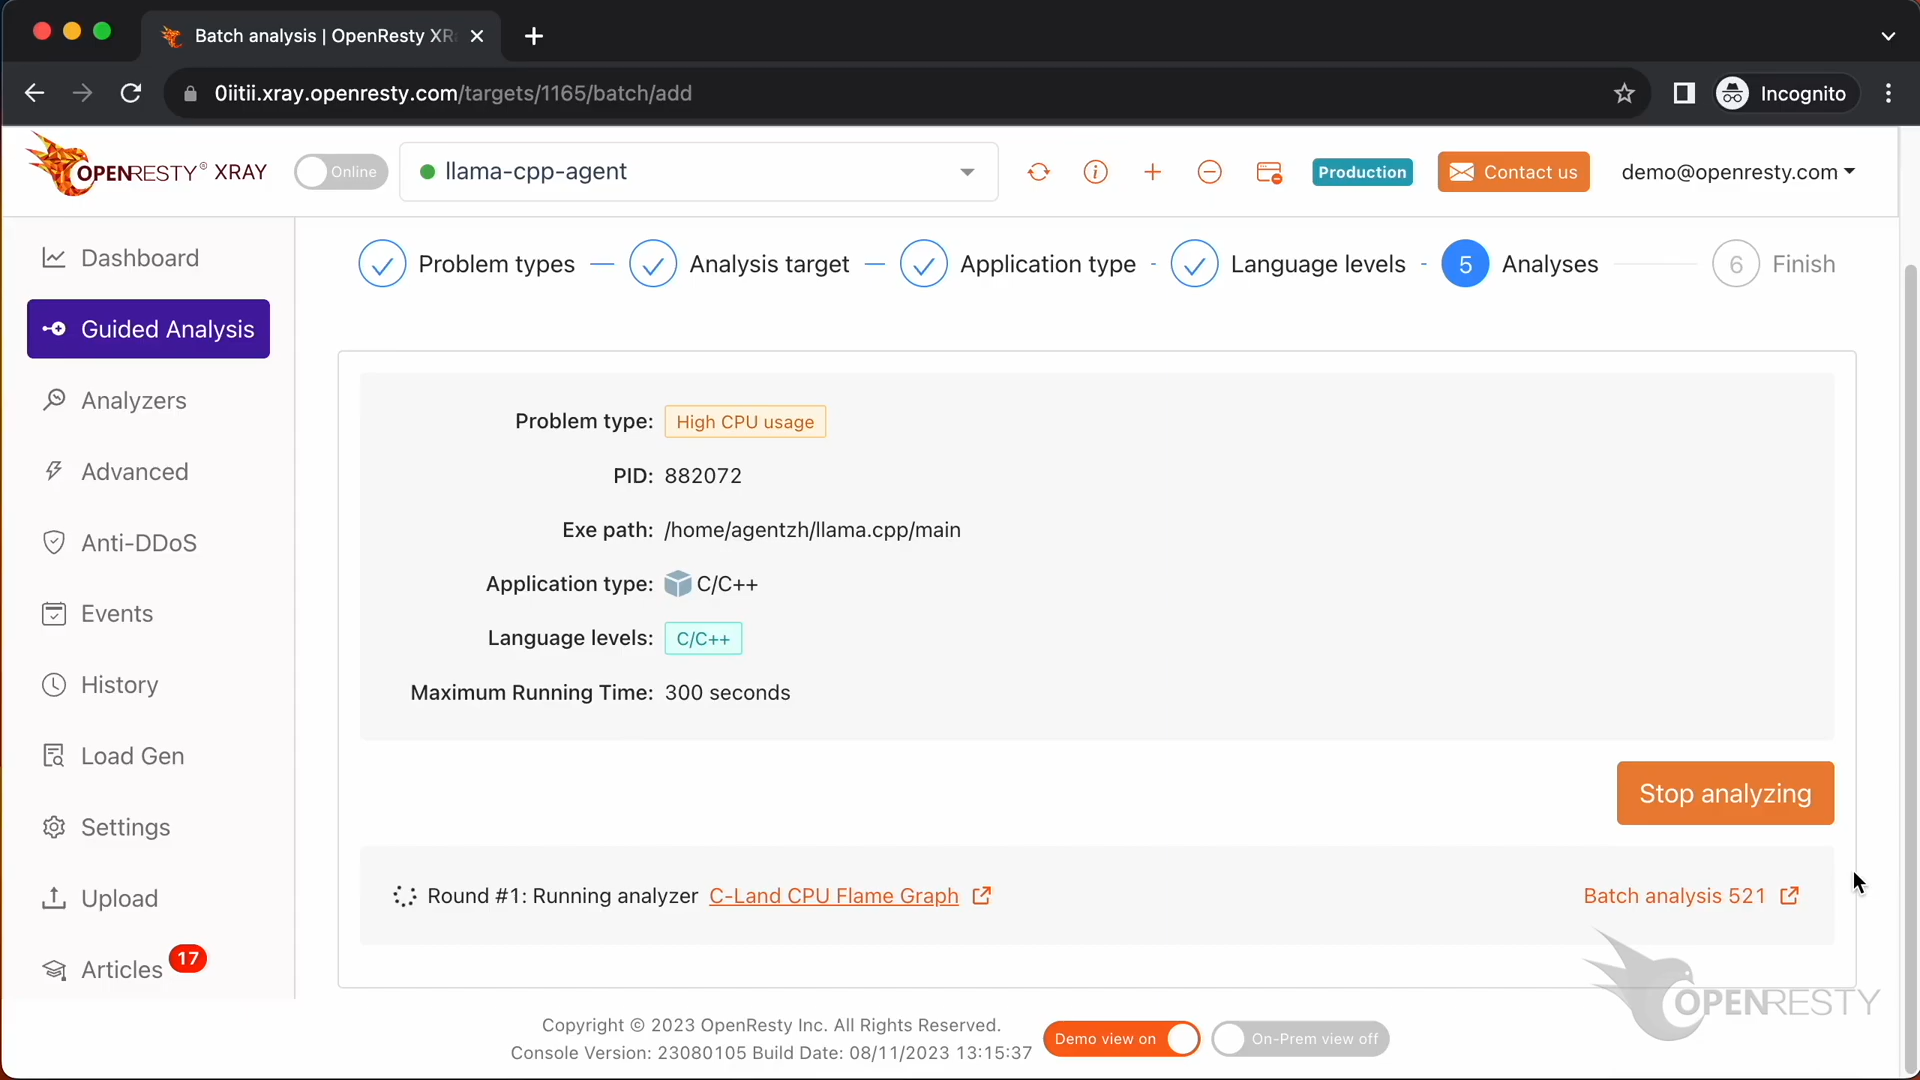 Batch analysis | OpenResty XR
0iitii.xray.openresty.com/targets/1165/batch/add
Incognito
OPENRESTY® XRAY
Online
llama-cpp-agent
Production
Contact us
demo@openresty.com
Dashboard
Guided Analysis
Analyzers
Advanced
Anti-DDoS
Events
History
Load Gen
Settings
Upload
Articles 17
Problem types
Analysis target
Application type
Language levels
5 Analyses
6 Finish
Problem type: High CPU usage
PID: 882072
Exe path: /home/agentzh/llama.cpp/main
Application type: C/C++
Language levels: C/C++
Maximum Running Time: 300 seconds
Stop analyzing
Round #1: Running analyzer C-Land CPU Flame Graph
Batch analysis 521
OPENRESTY
Copyright © 2023 OpenResty Inc. All Rights Reserved.
Console Version: 23080105 Build Date: 08/11/2023 13:15:37
Demo view on
On-Prem view off